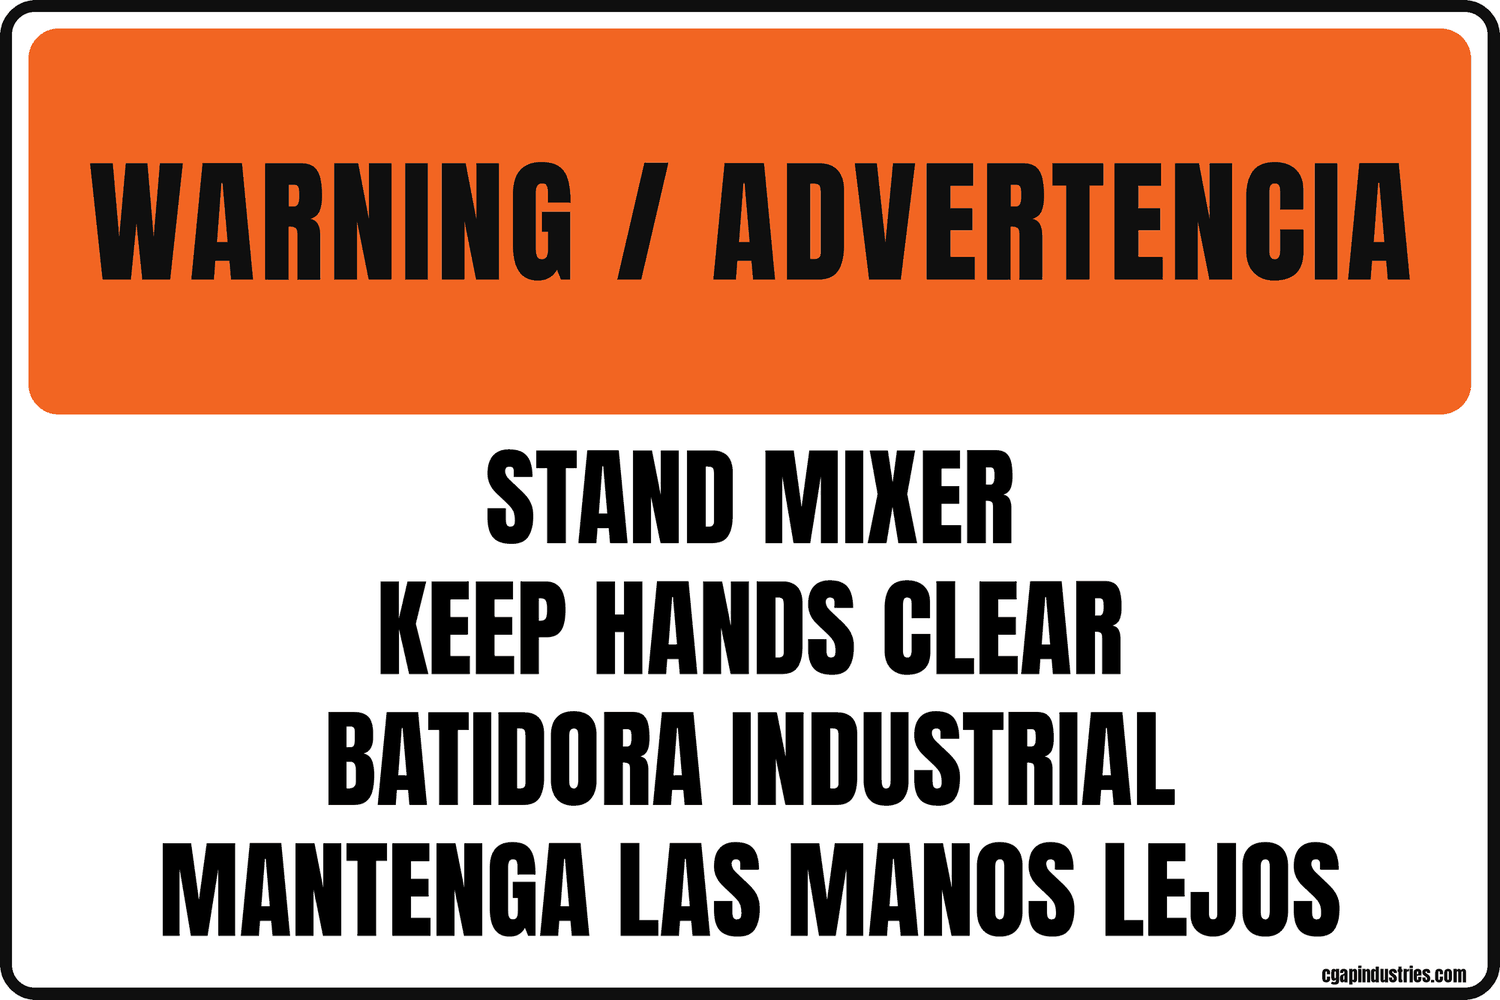 WARNING / ADVERTENCIA
STAND MIXER
KEEP HANDS CLEAR
BATIDORA INDUSTRIAL
MANTENGA LAS MANOS LEJOS
cgapindustries.com